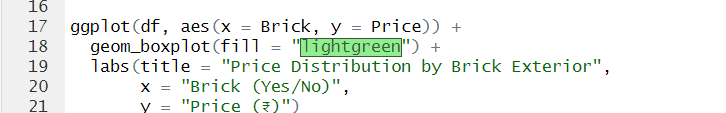 16
17 ggplot(df, aes(x = Brick, y = Price)) +
18   geom_boxplot(fill = "lightgreen") +
19   labs(title = "Price Distribution by Brick Exterior",
20        x = "Brick (Yes/No)",
21        y = "Price (₹)")